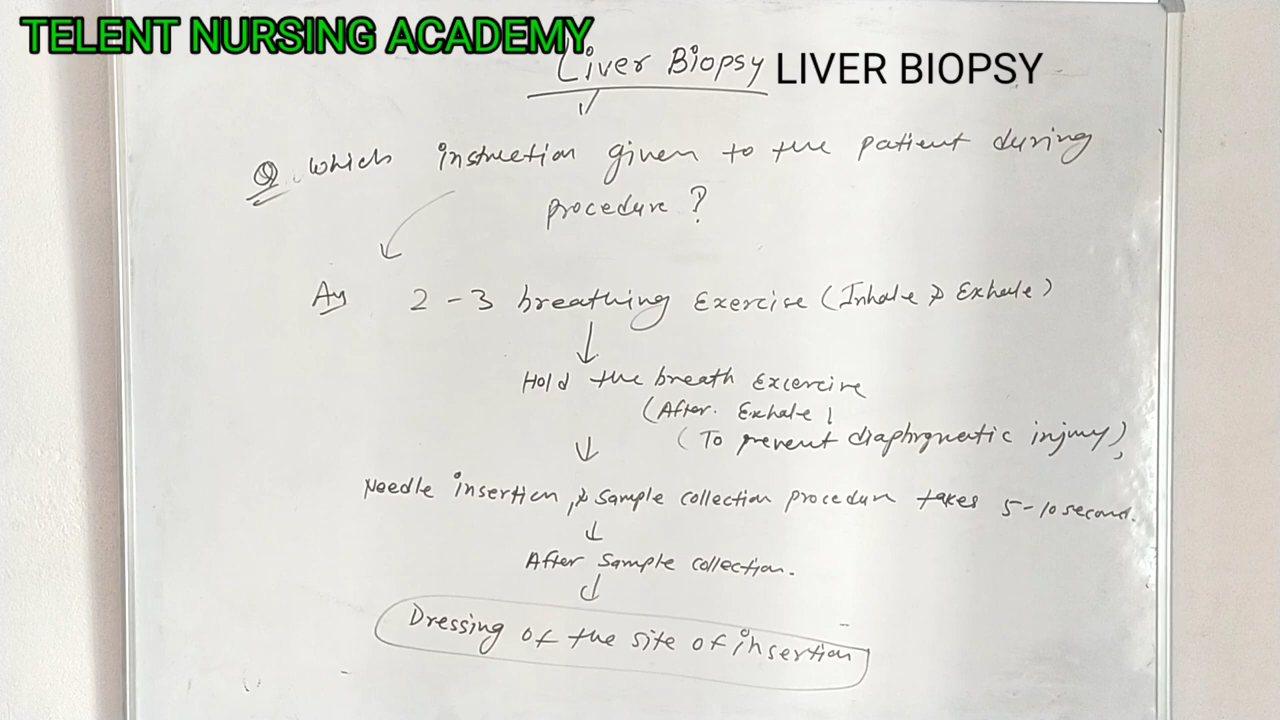 TELENT NURSING ACADEMY
Liver Biopsy LIVER BIOPSY
Q. which instruction given to the patient during
procedure ?
Ans 2-3 breathing Exercise (Inhale & Exhale)
Hold the breath Excercire
(After. Exhale)
(To prevent diaphrgnatic injury),
Needle insertion, & sample collection procedure takes 5-10 second.
After sample collection.
Dressing of the site of insertion